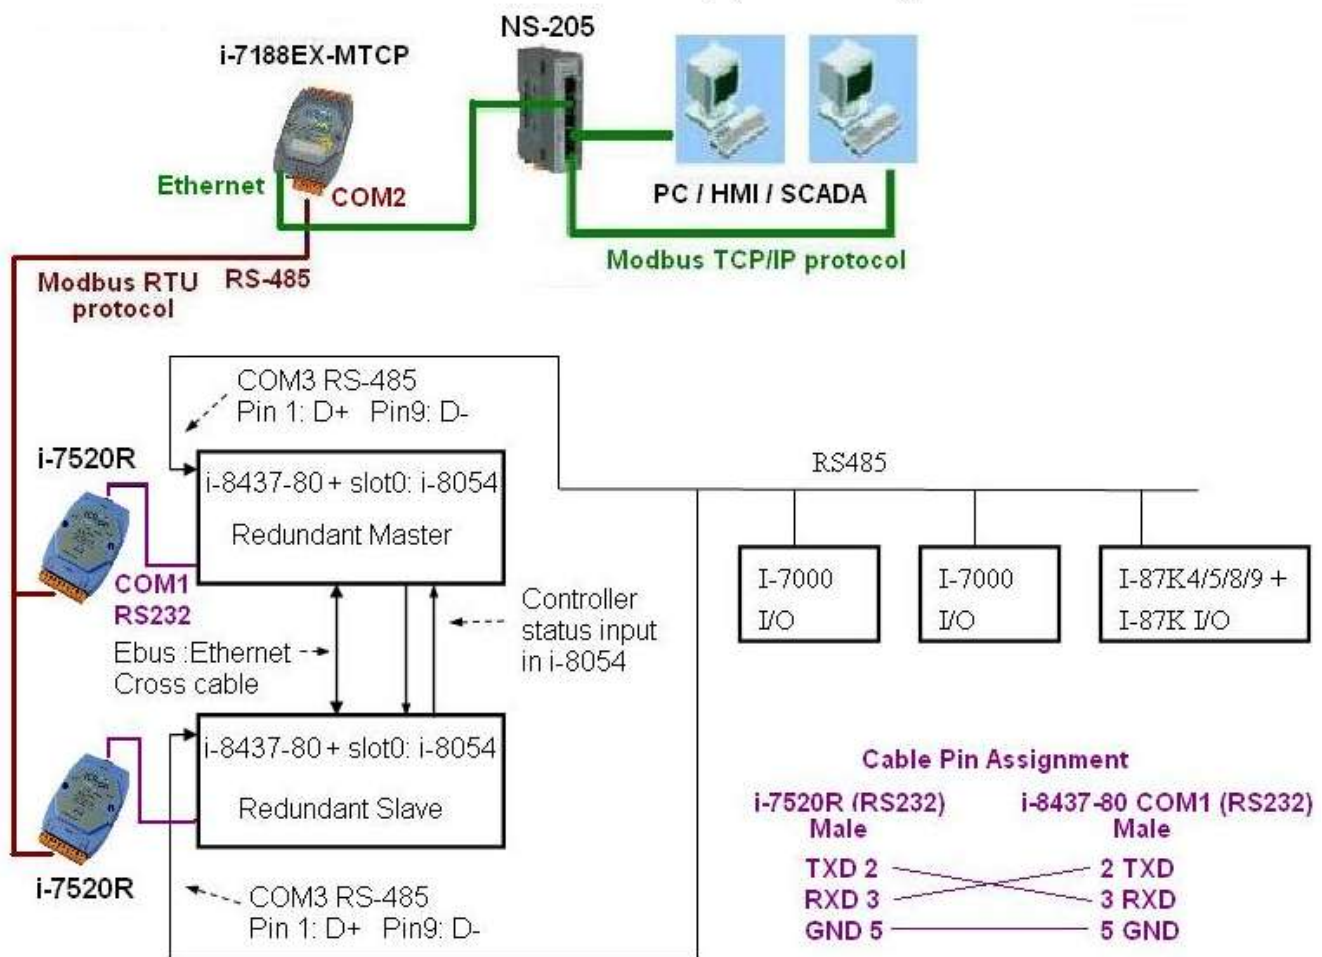 NS-205
i-7188EX-MTCP
Ethernet
COM2
PC / HMI / SCADA
Modbus TCP/IP protocol
Modbus RTU
protocol
RS-485
COM3 RS-485
Pin 1: D+ Pin9: D-
i-7520R
i-8437-80 + slot0: i-8054
Redundant Master
RS485
COM1
RS232
I-7000
I/O
I-7000
I/O
I-87K4/5/8/9 +
I-87K I/O
Controller
status input
in i-8054
Ebus :Ethernet
Cross cable
i-8437-80 + slot0: i-8054
Redundant Slave
i-7520R
COM3 RS-485
Pin 1: D+ Pin9: D-
Cable Pin Assignment
i-7520R (RS232)
Male
i-8437-80 COM1 (RS232)
Male
TXD 2
2 TXD
RXD 3
3 RXD
GND 5
5 GND